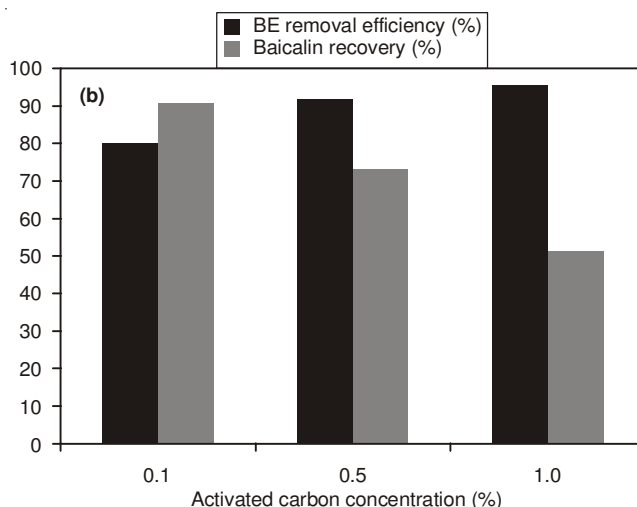 BE removal efficiency (%)
Baicalin recovery (%)
(b)
100
90
80
70
60
50
40
30
20
10
0
0.1 0.5 1.0
Activated carbon concentration (%)